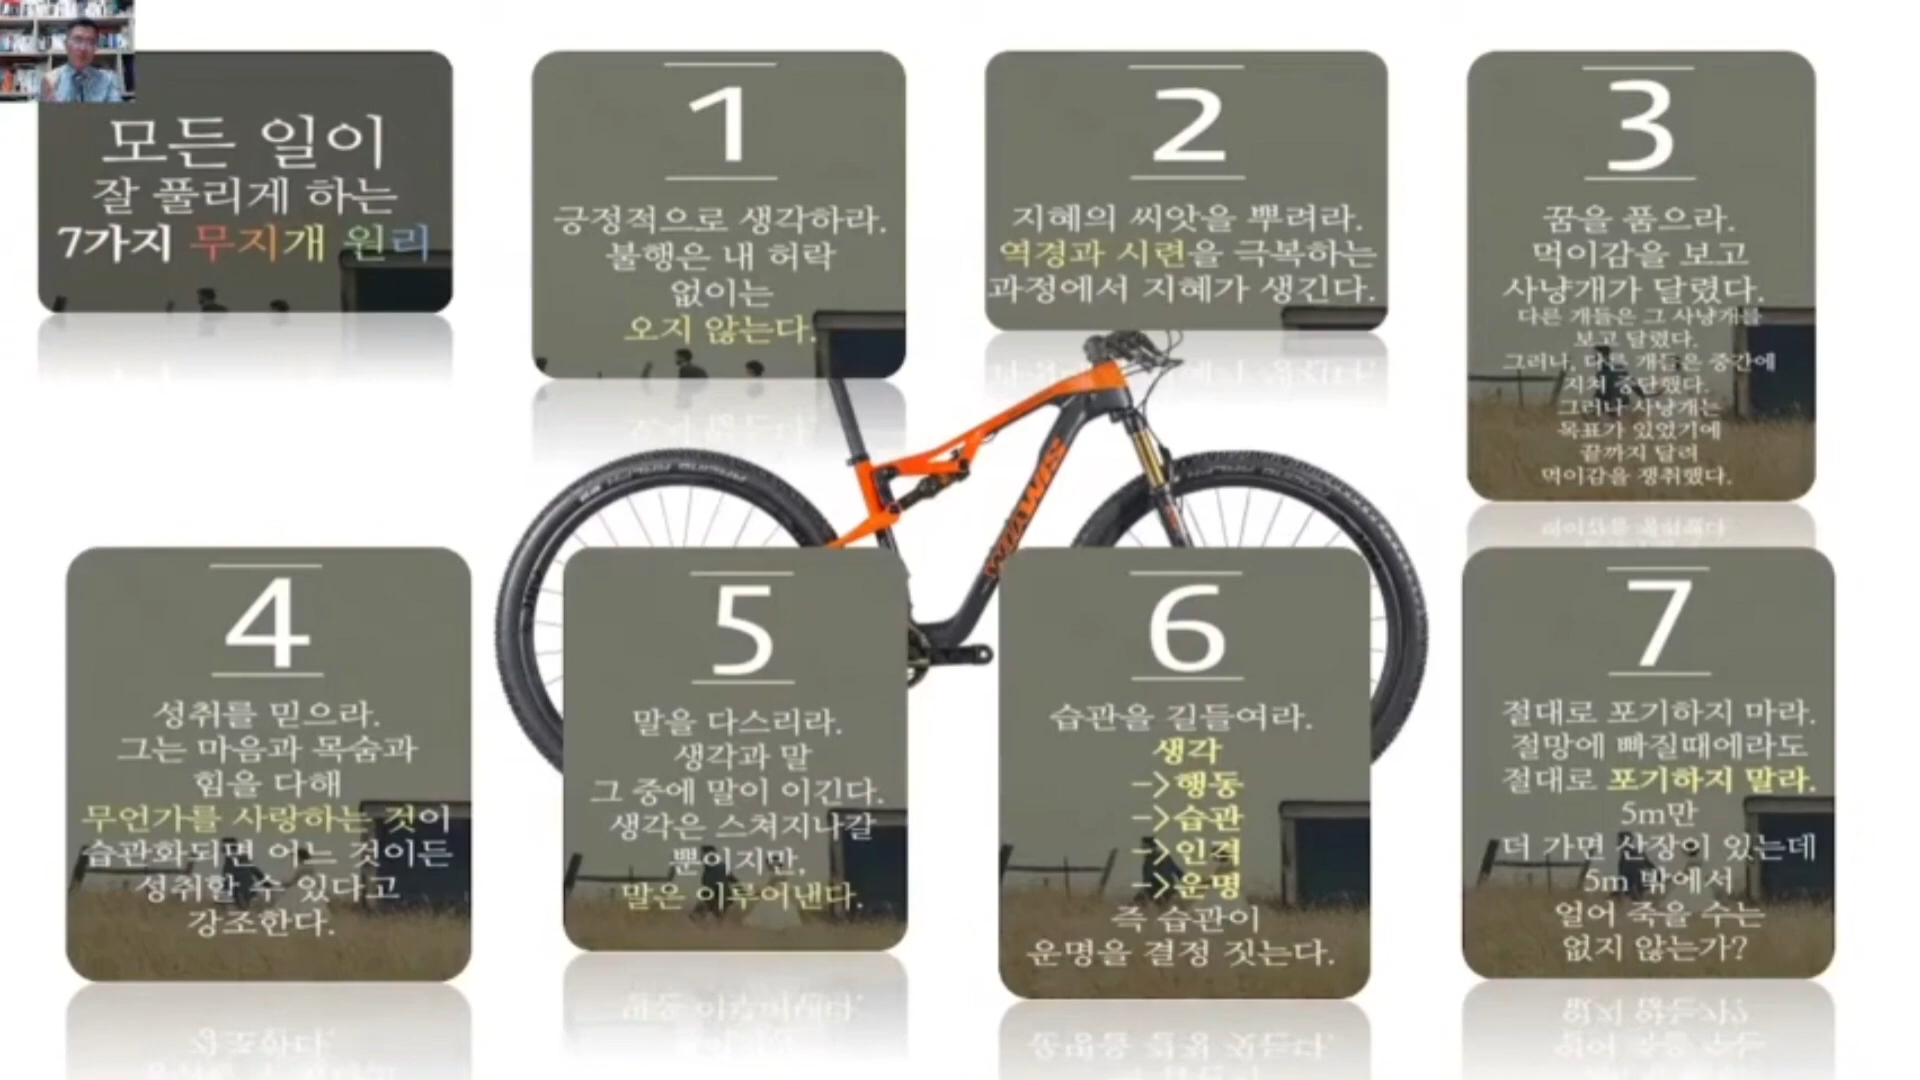 모든 일이
잘 풀리게 하는
7가지 무지개 원리
1
긍정적으로 생각하라.
불행은 내 허락
없이는
오지 않는다.
2
지혜의 씨앗을 뿌려라.
역경과 시련을 극복하는
과정에서 지혜가 생긴다.
3
꿈을 품으라.
먹이감을 보고
사냥개가 달렸다.
다른 개들은 그 사냥개를
보고 달렸다.
그러나, 다른 개들은 중간에
지쳐 중단했다.
그러나 사냥개는
목표가 있었기에
끝까지 달려
먹이감을 쟁취했다.
WIAWIS
4
성취를 믿으라.
그는 마음과 목숨과
힘을 다해
무언가를 사랑하는 것이
습관화되면 어느 것이든
성취할 수 있다고
강조한다.
5
말을 다스리라.
생각과 말
그 중에 말이 이긴다.
생각은 스쳐지나갈
뿐이지만,
말은 이루어낸다.
6
습관을 길들여라.
생각
->행동
->습관
->인격
->운명
즉 습관이
운명을 결정 짓는다.
7
절대로 포기하지 마라.
절망에 빠질때에라도
절대로 포기하지 말라.
5m만
더 가면 산장이 있는데
5m 밖에서
얼어 죽을 수는
없지 않는가?